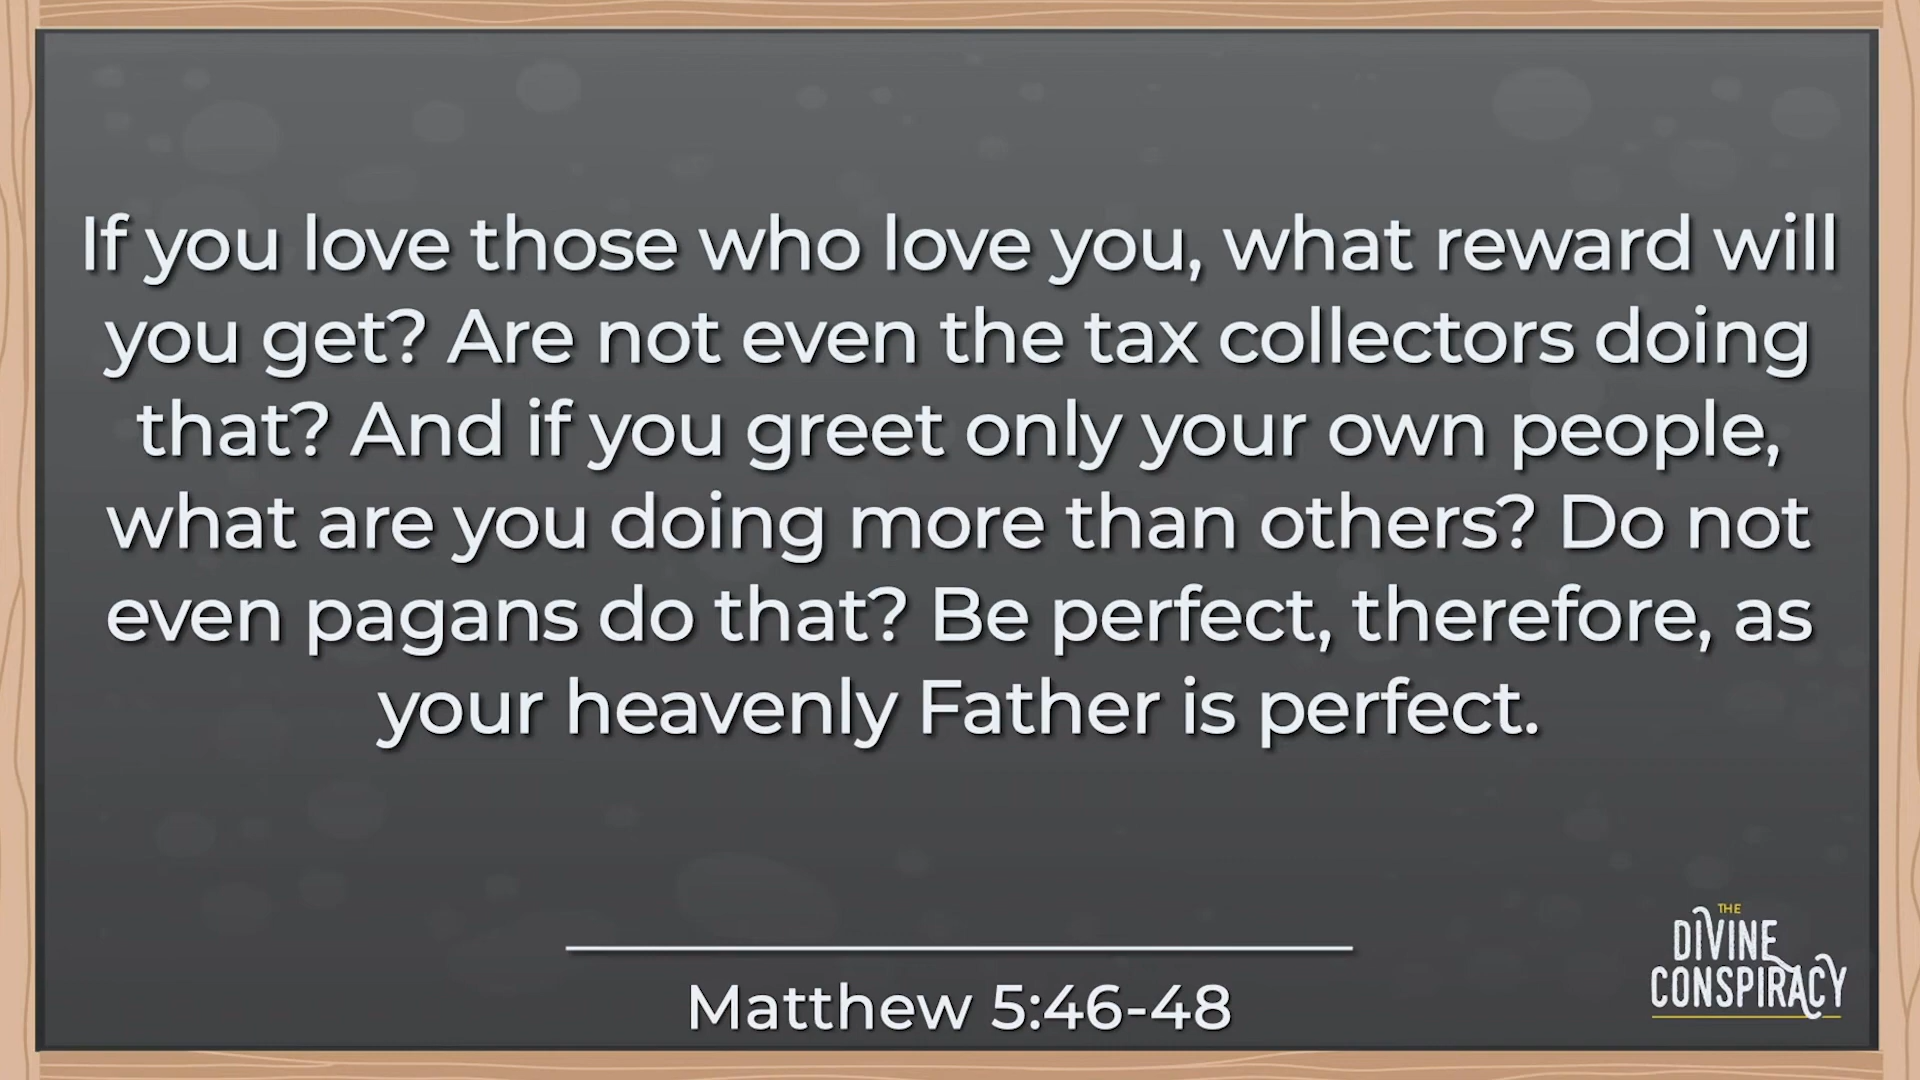 If you love those who love you, what reward will
you get? Are not even the tax collectors doing
that? And if you greet only your own people,
what are you doing more than others? Do not
even pagans do that? Be perfect, therefore, as
your heavenly Father is perfect.
Matthew 5:46-48
THE
DIVINE
CONSPIRACY